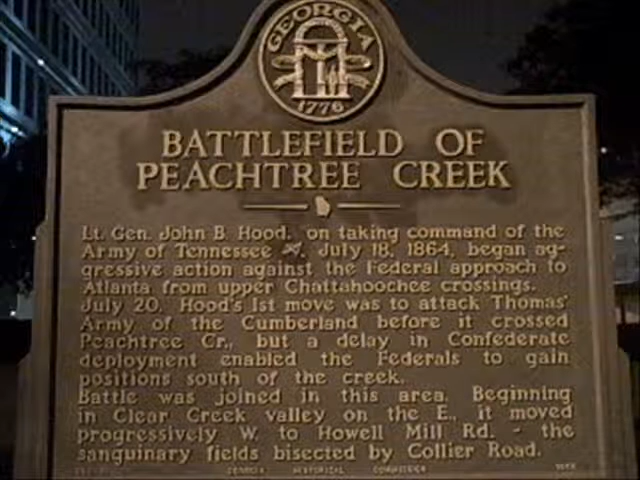 GEORGIA
1776
BATTLEFIELD OF
PEACHTREE CREEK
Lt. Gen. John B. Hood, on taking command of the
Army of Tennessee, July 18, 1864, began ag-
gressive action against the Federal approach to
Atlanta from upper Chattahoochee crossings.
July 20, Hood's 1st move was to attack Thomas'
Army of the Cumberland before it crossed
Peachtree Cr., but a delay in Confederate
deployment enabled the Federals to gain
positions south of the creek.
Battle was joined in this area. Beginning
in Clear Creek valley on the E., it moved
progressively W. to Howell Mill Rd. - the
sanguinary fields bisected by Collier Road.
GEORGIA HISTORICAL COMMISSION